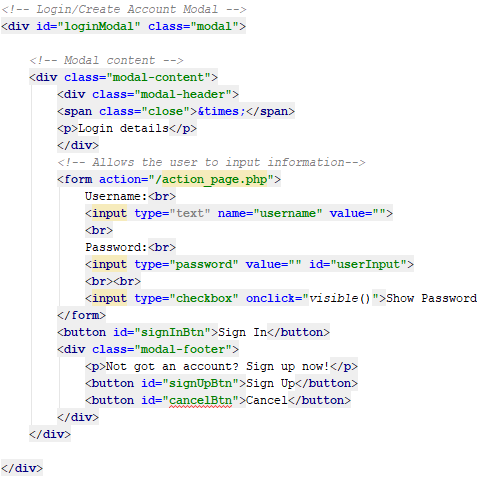 <!-- Login/Create Account Modal -->
<div id="loginModal" class="modal">
<!-- Modal content -->
<div class="modal-content">
<div class="modal-header">
<span class="close">&times;</span>
<p>Login details</p>
</div>
<!-- Allows the user to input information-->
<form action="/action_page.php">
Username:<br>
<input type="text" name="username" value="">
<br>
Password:<br>
<input type="password" value="" id="userInput">
<br><br>
<input type="checkbox" onclick="visible()">Show Password
</form>
<button id="signInBtn">Sign In</button>
<div class="modal-footer">
<p>Not got an account? Sign up now!</p>
<button id="signUpBtn">Sign Up</button>
<button id="cancelBtn">Cancel</button>
</div>
</div>
</div>